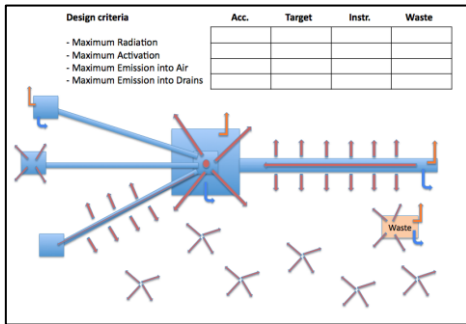 Design criteria Acc. Target Instr. Waste
- Maximum Radiation
- Maximum Activation
- Maximum Emission into Air
- Maximum Emission into Drains
Waste